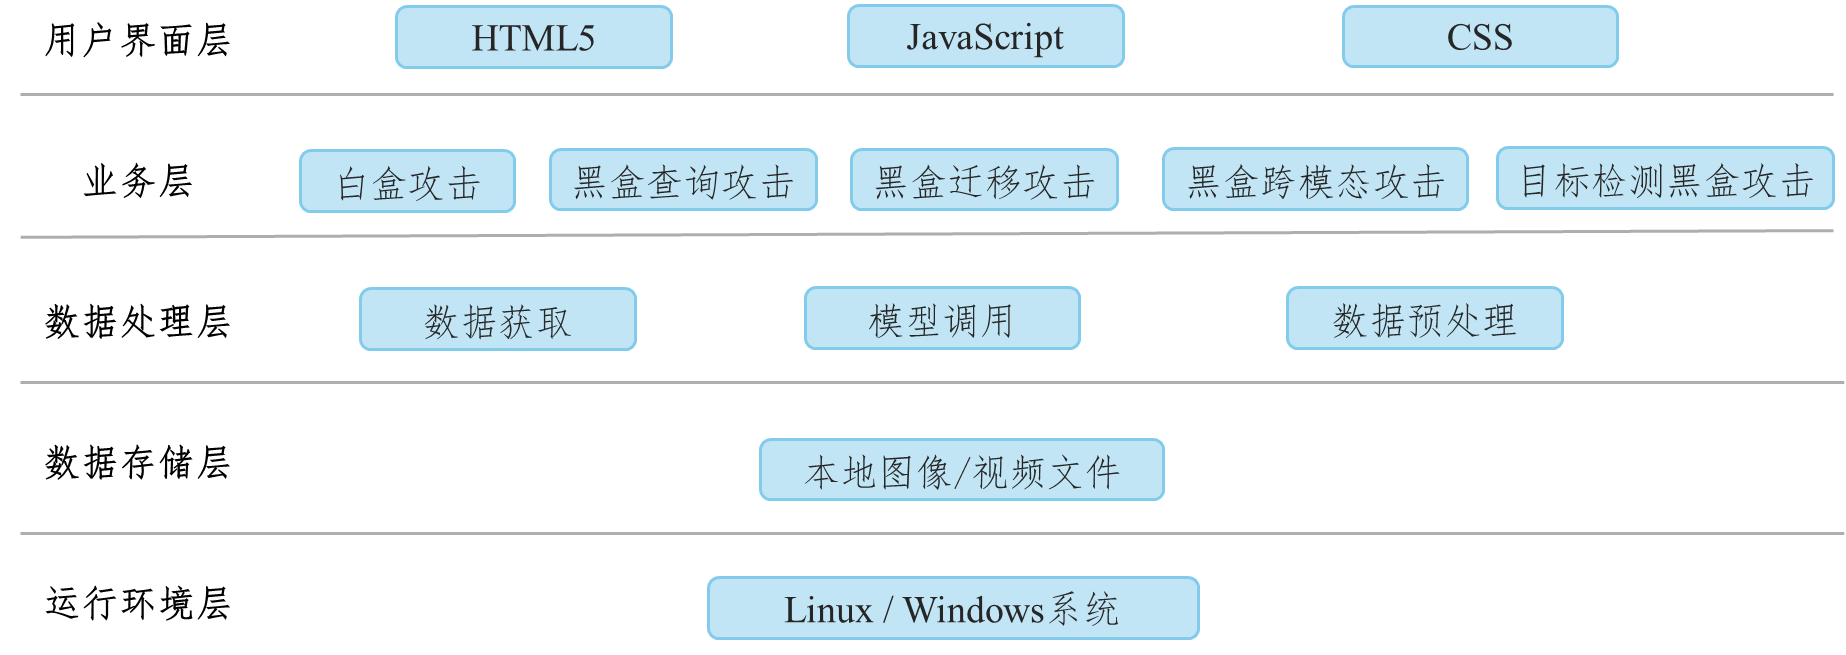 用户界面层 HTML5 JavaScript CSS
业务层 白盒攻击 黑盒查询攻击 黑盒迁移攻击 黑盒跨模态攻击 目标检测黑盒攻击
数据处理层 数据获取 模型调用 数据预处理
数据存储层 本地图像/视频文件
运行环境层 Linux / Windows系统